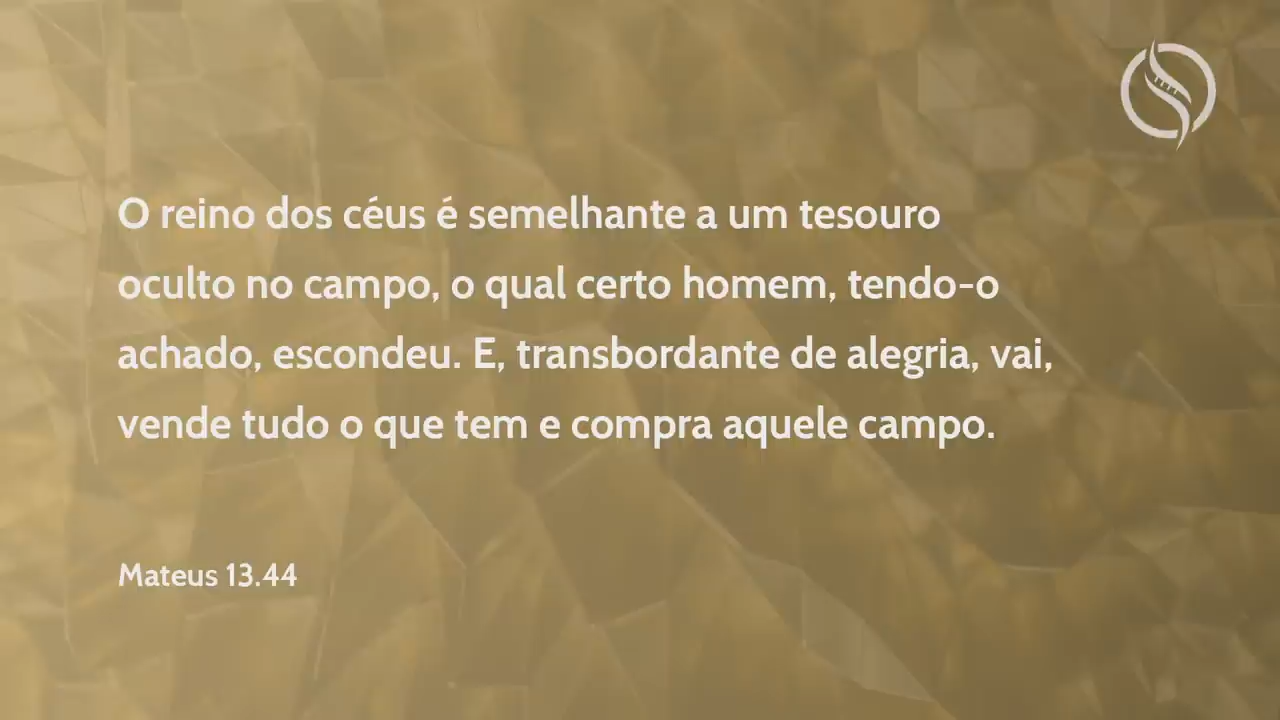 O reino dos céus é semelhante a um tesouro
oculto no campo, o qual certo homem, tendo-o
achado, escondeu. E, transbordante de alegria, vai,
vende tudo o que tem e compra aquele campo.
Mateus 13.44